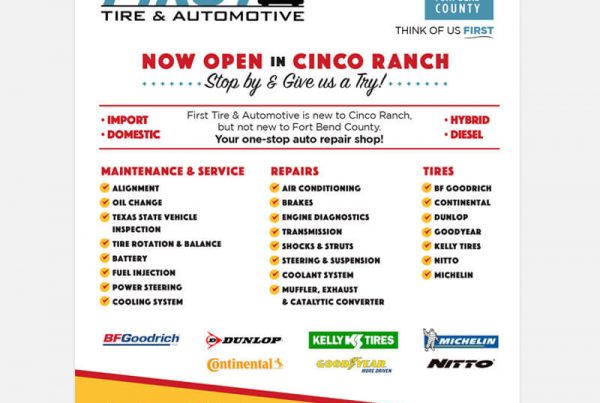 FIRST
TIRE & AUTOMOTIVE
COUNTY
THINK OF US FIRST
NOW OPEN IN CINCO RANCH
Stop by & Give us a Try!
• IMPORT
• DOMESTIC
First Tire & Automotive is new to Cinco Ranch,
but not new to Fort Bend County.
Your one-stop auto repair shop!
• HYBRID
• DIESEL
MAINTENANCE & SERVICE
ALIGNMENT
OIL CHANGE
TEXAS STATE VEHICLE
INSPECTION
TIRE ROTATION & BALANCE
BATTERY
FUEL INJECTION
POWER STEERING
COOLING SYSTEM
REPAIRS
AIR CONDITIONING
BRAKES
ENGINE DIAGNOSTICS
TRANSMISSION
SHOCKS & STRUTS
STEERING & SUSPENSION
COOLANT SYSTEM
MUFFLER, EXHAUST
& CATALYTIC CONVERTER
TIRES
BF GOODRICH
CONTINENTAL
DUNLOP
GOODYEAR
KELLY TIRES
NITTO
MICHELIN
BFGoodrich
DUNLOP
KELLY TIRES
MICHELIN
Continental
GOODYEAR
MORE DRIVEN
NITTO